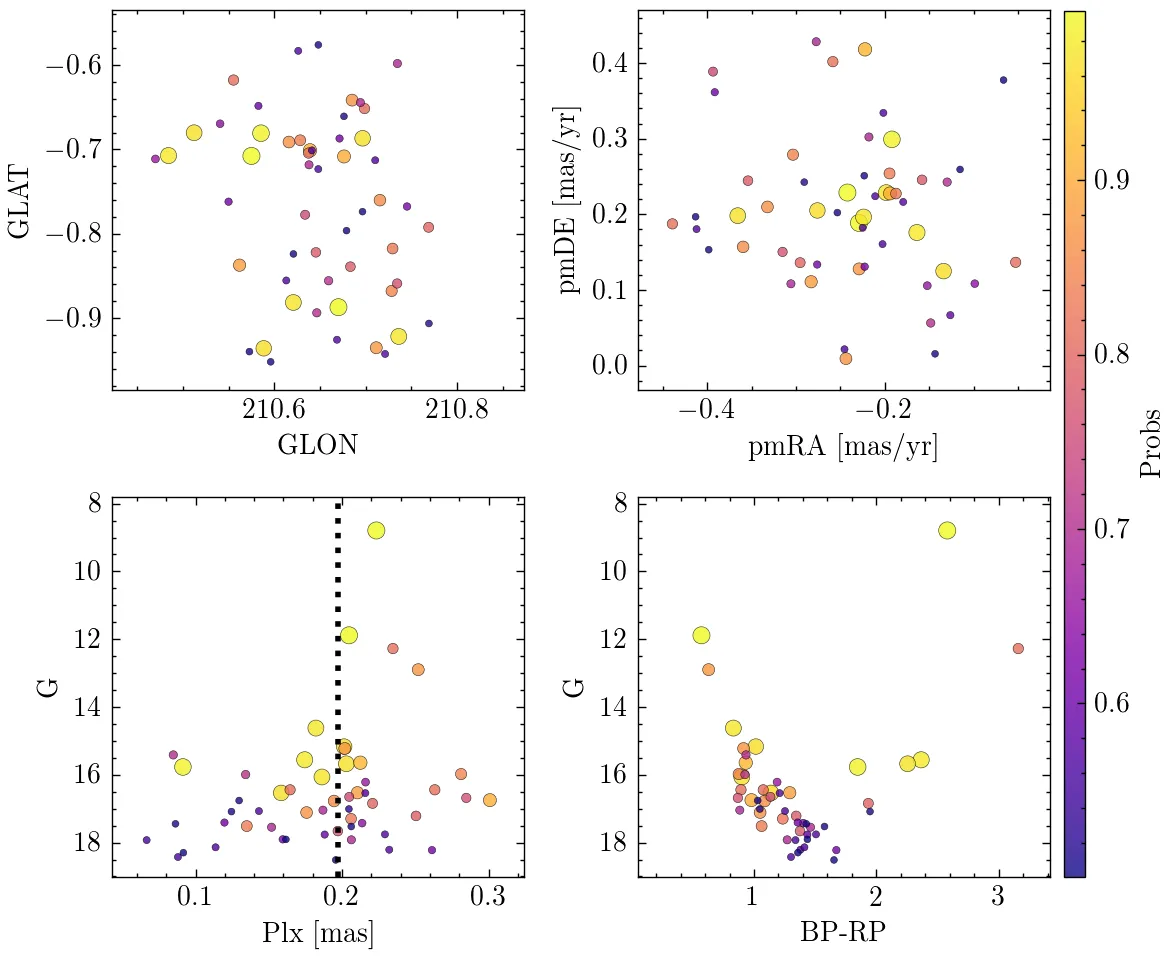 −0.6
−0.7
−0.8
−0.9
GLAT
210.6 210.8
GLON
0.4
0.3
0.2
0.1
0.0
pmDE [mas/yr]
−0.4 −0.2
pmRA [mas/yr]
0.9
0.8
0.7
0.6
Probs
8
10
12
14
16
18
G
0.1 0.2 0.3
Plx [mas]
8
10
12
14
16
18
G
1 2 3
BP-RP